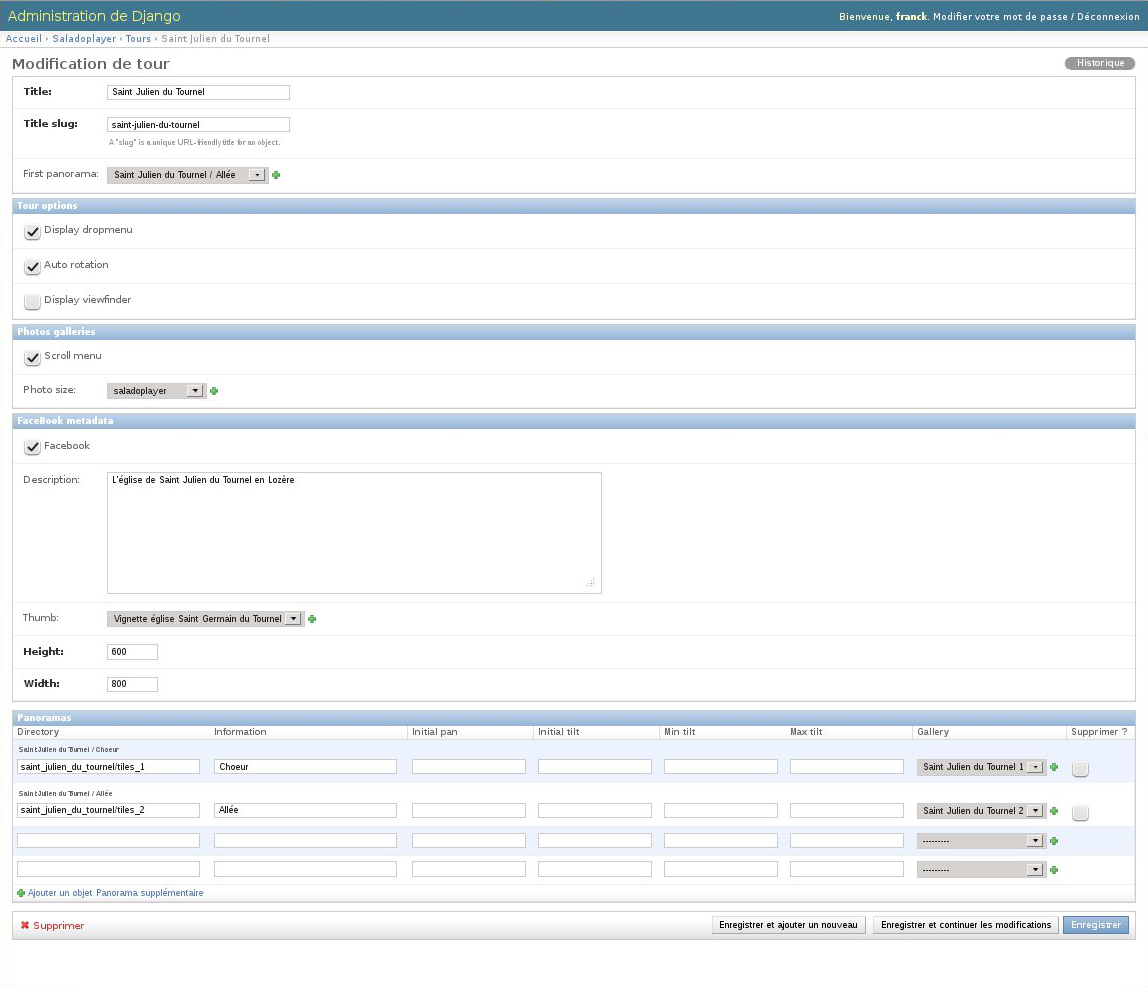 Administration de Django
Bienvenue, franck. Modifier votre mot de passe / Déconnexion
Accueil › Saladoplayer › Tours › Saint Julien du Tournel
Modification de tour
Historique
Title: Saint Julien du Tournel
Title slug: saint-julien-du-tournel
A "slug" is a unique URL-friendly title for an object.
First panorama: Saint Julien du Tournel / Allée
Tour options
Display dropmenu
Auto rotation
Display viewfinder
Photos galleries
Scroll menu
Photo size: saladoplayer
FaceBook metadata
Facebook
Description: L'église de Saint Julien du Tournel en Lozère
Thumb: Vignette église Saint Germain du Tournel
Height: 600
Width: 800
Panoramas
Directory Information Initial pan Initial tilt Min tilt Max tilt Gallery Supprimer ?
Saint Julien du Tournel / Choeur
saint_julien_du_tournel/tiles_1 Choeur Saint Julien du Tournel 1
Saint Julien du Tournel / Allée
saint_julien_du_tournel/tiles_2 Allée Saint Julien du Tournel 2
---------
---------
Ajouter un objet Panorama supplémentaire
Supprimer
Enregistrer et ajouter un nouveau Enregistrer et continuer les modifications Enregistrer